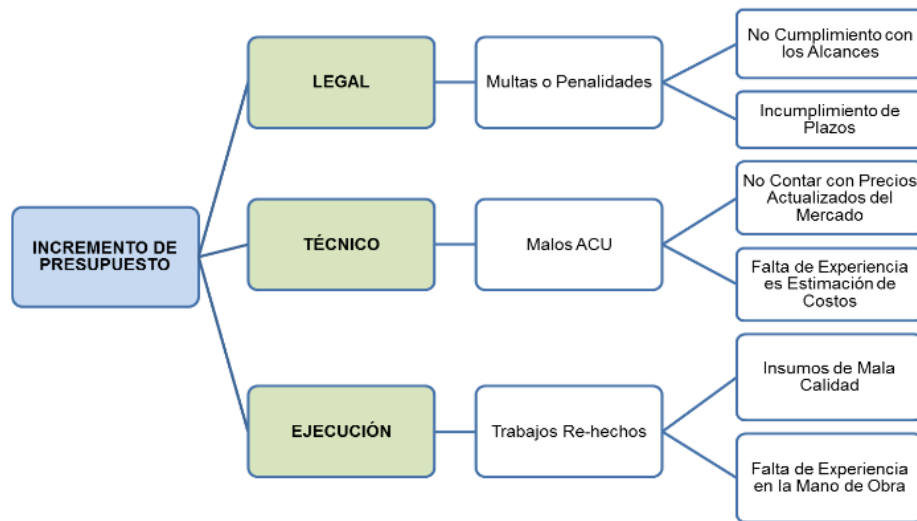 INCREMENTO DE
PRESUPUESTO
LEGAL
Multas o Penalidades
No Cumplimiento con
los Alcances
Incumplimiento de
Plazos
TÉCNICO
Malos ACU
No Contar con Precios
Actualizados del
Mercado
Falta de Experiencia
es Estimación de
Costos
EJECUCIÓN
Trabajos Re-hechos
Insumos de Mala
Calidad
Falta de Experiencia
en la Mano de Obra